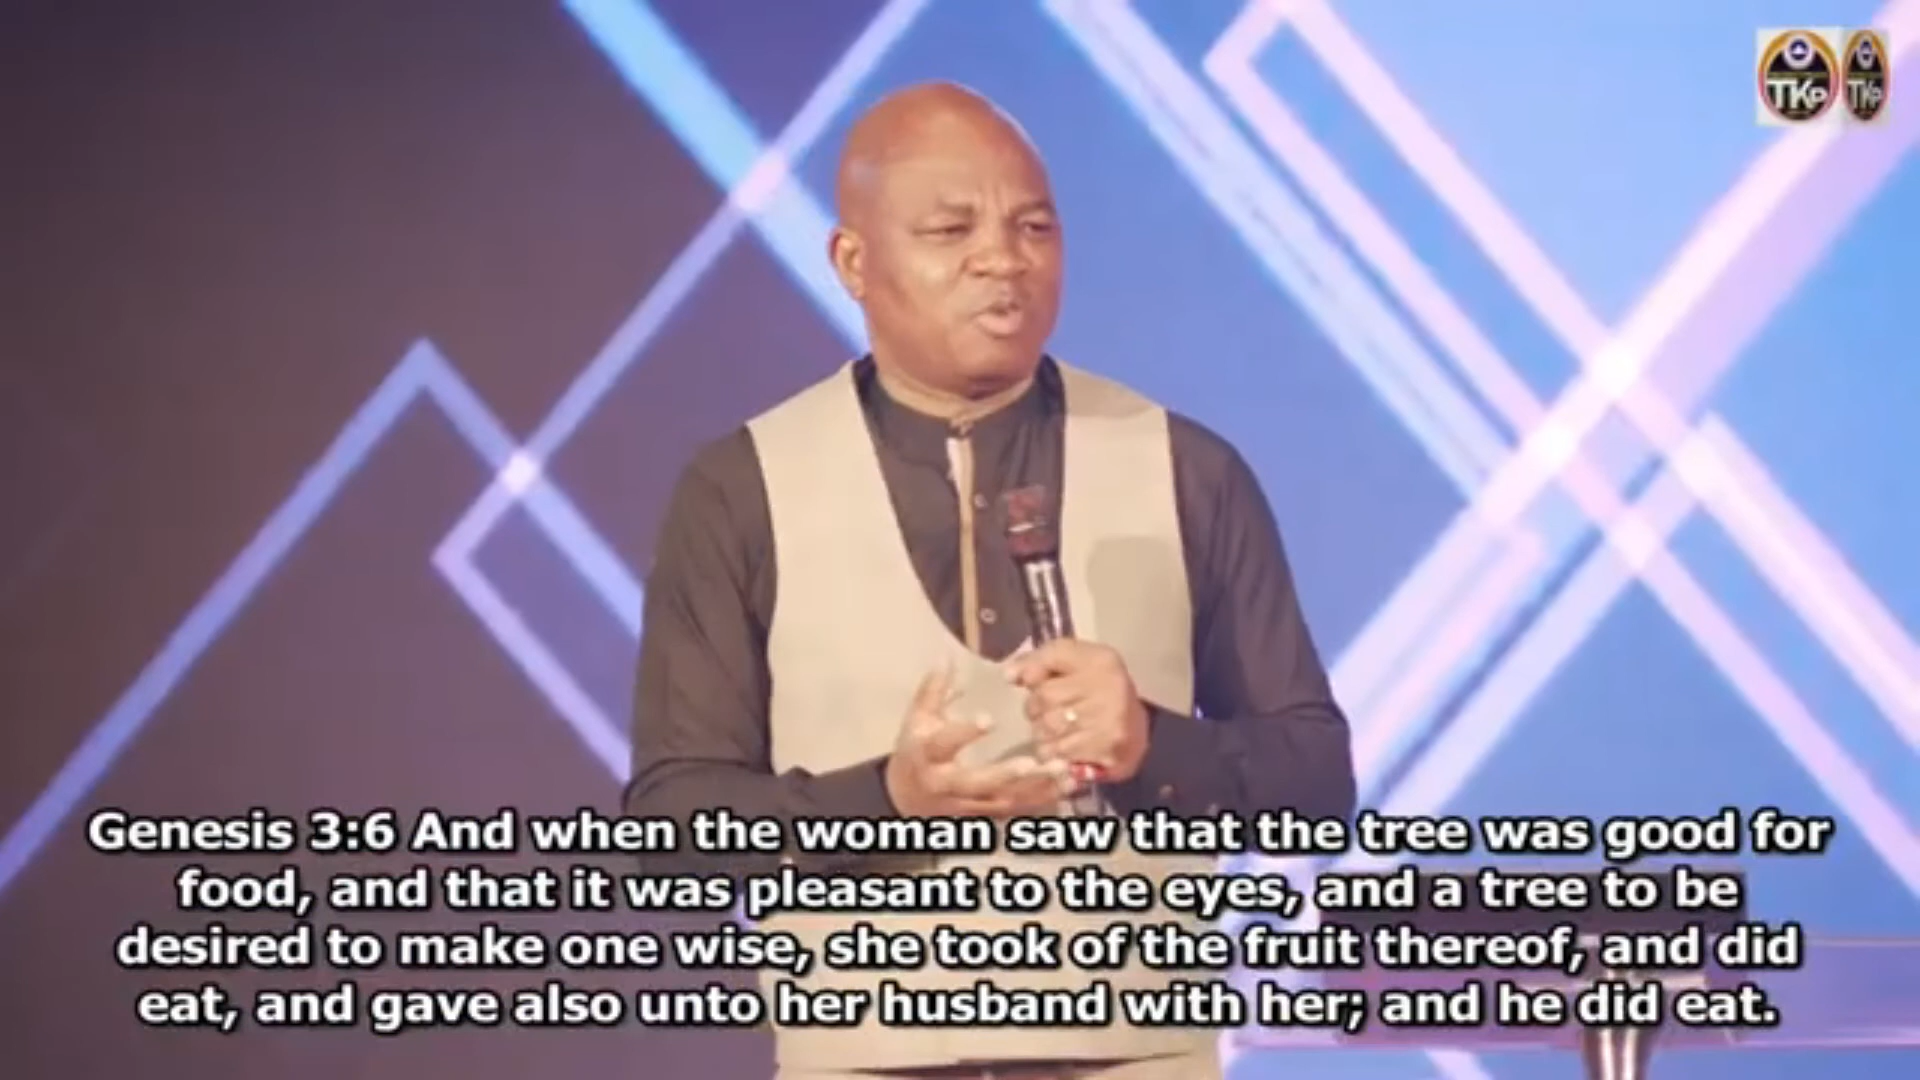 TKP TKP
Genesis 3:6 And when the woman saw that the tree was good for
food, and that it was pleasant to the eyes, and a tree to be
desired to make one wise, she took of the fruit thereof, and did
eat, and gave also unto her husband with her; and he did eat.